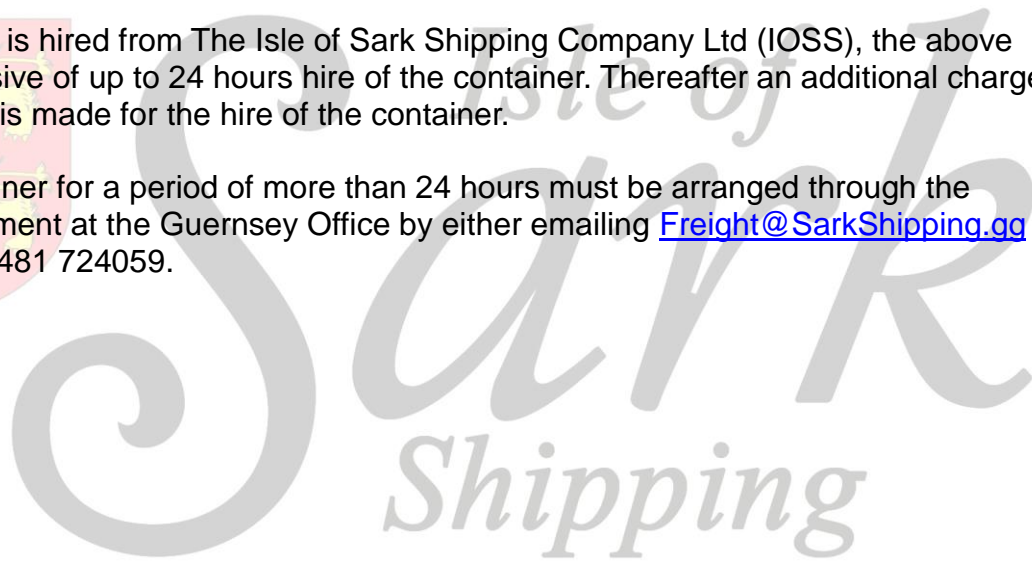 is hired from The Isle of Sark Shipping Company Ltd (IOSS), the above
sive of up to 24 hours hire of the container. Thereafter an additional charge
is made for the hire of the container.
ner for a period of more than 24 hours must be arranged through the
ment at the Guernsey Office by either emailing Freight@SarkShipping.gg
481 724059.
Isle of
Sark
Shipping